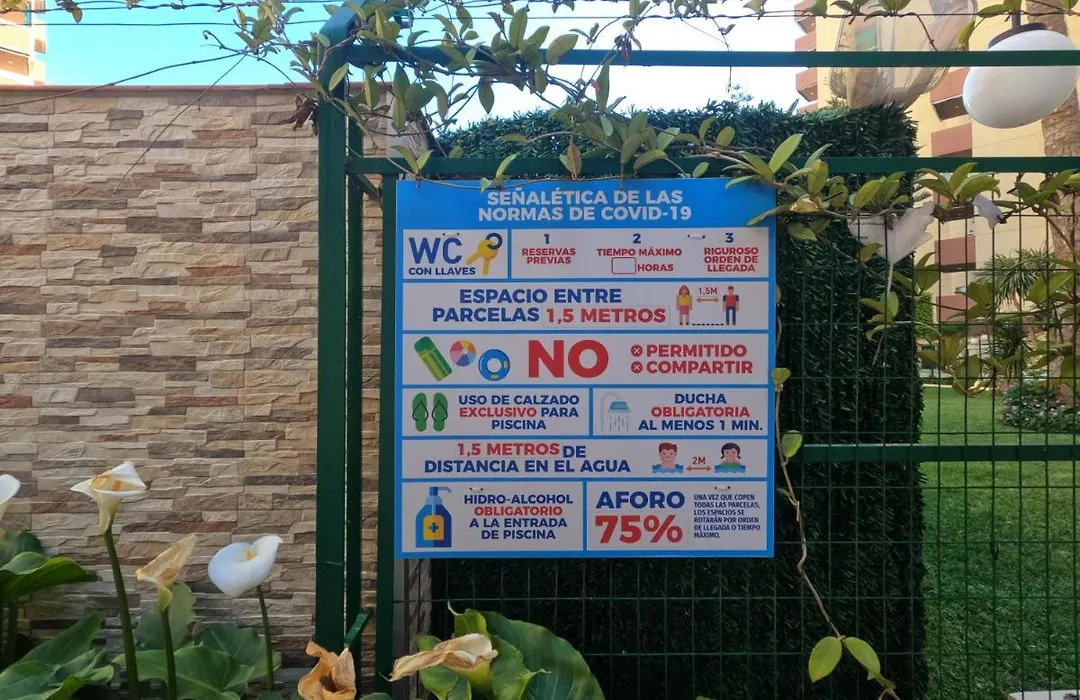 SEÑALÉTICA DE LAS
NORMAS DE COVID-19
WC
CON LLAVES
1
RESERVAS
PREVIAS
2
TIEMPO MÁXIMO
HORAS
3
RIGUROSO
ORDEN DE
LLEGADA
ESPACIO ENTRE
PARCELAS 1,5 METROS
1,5M
NO
PERMITIDO
COMPARTIR
USO DE CALZADO
EXCLUSIVO PARA
PISCINA
DUCHA
OBLIGATORIA
AL MENOS 1 MIN.
1,5 METROS DE
DISTANCIA EN EL AGUA
2M
HIDRO-ALCOHOL
OBLIGATORIO
A LA ENTRADA
DE PISCINA
AFORO
75%
UNA VEZ QUE COPEN
TODAS LAS PARCELAS,
LOS ESPACIOS SE
ROTARÁN POR ORDEN
DE LLEGADA O TIEMPO
MÁXIMO.